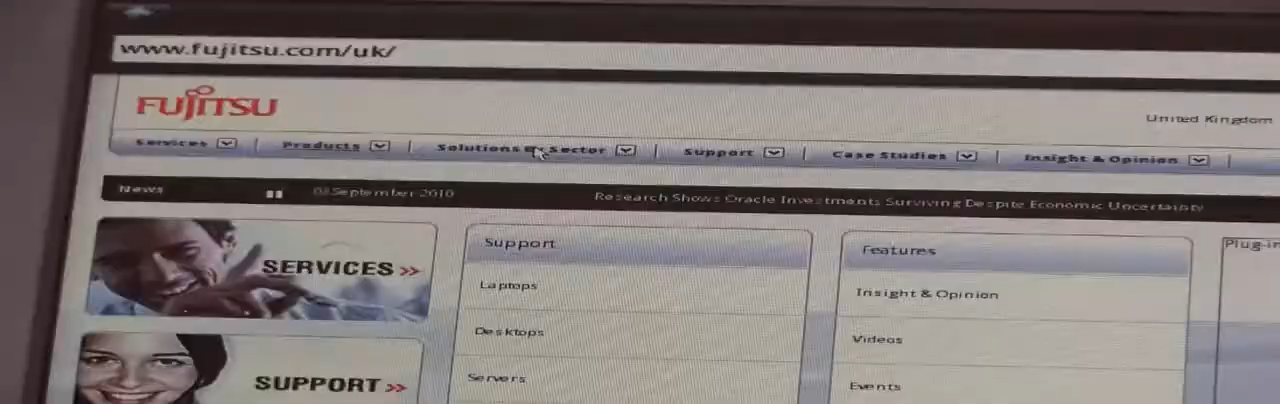 www.fujitsu.com/uk/
FUJITSU
United Kingdom
Services Products Solutions By Sector Support Case Studies Insight & Opinion
News 03 September 2010 Research Shows Oracle Investments Surviving Despite Economic Uncertainty
SERVICES >>
SUPPORT >>
Support
Laptops
Desktops
Servers
Features
Insight & Opinion
Videos
Events
Plug-in